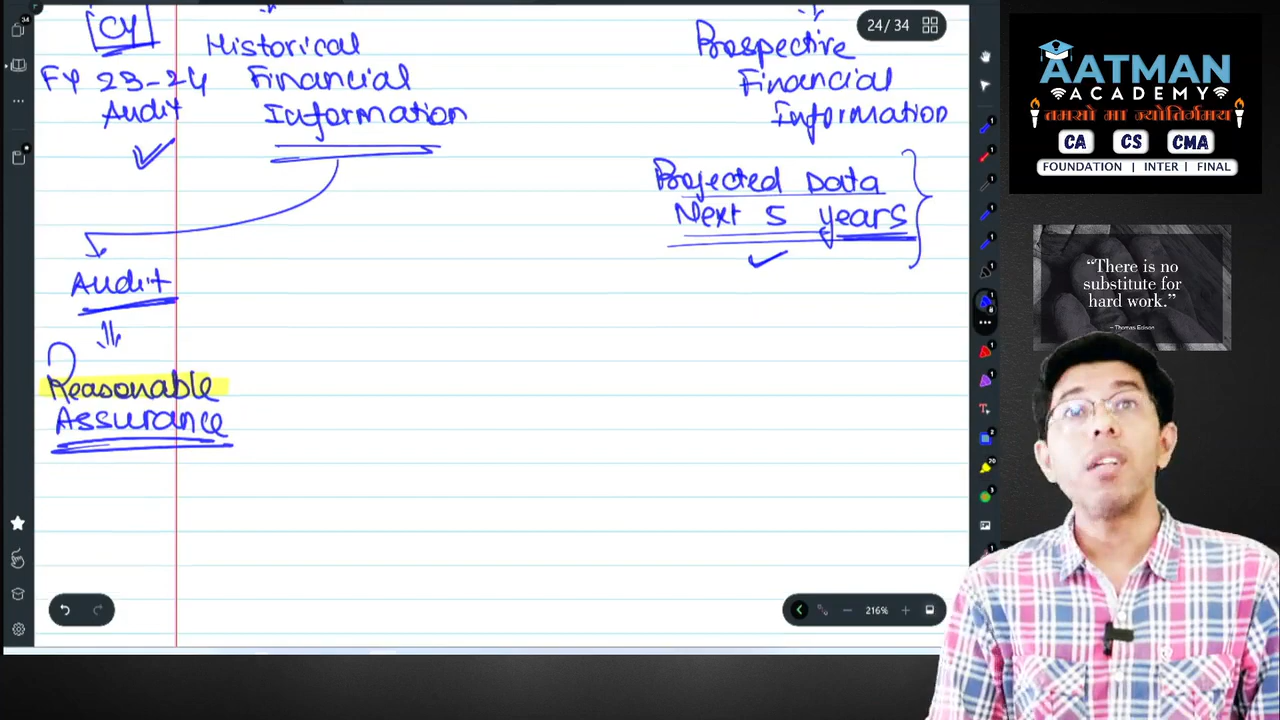 CY
Historical
FY 23-24 Financial
Audit Information
Audit
Reasonable
Assurance
Prospective
Financial
Information
Projected Data
Next 5 years
24/34
216%
AATMAN
ACADEMY
तमसो मा ज्योतिर्गमय
CA CS CMA
FOUNDATION | INTER | FINAL
“There is no
substitute for
hard work.”
– Thomas Edison